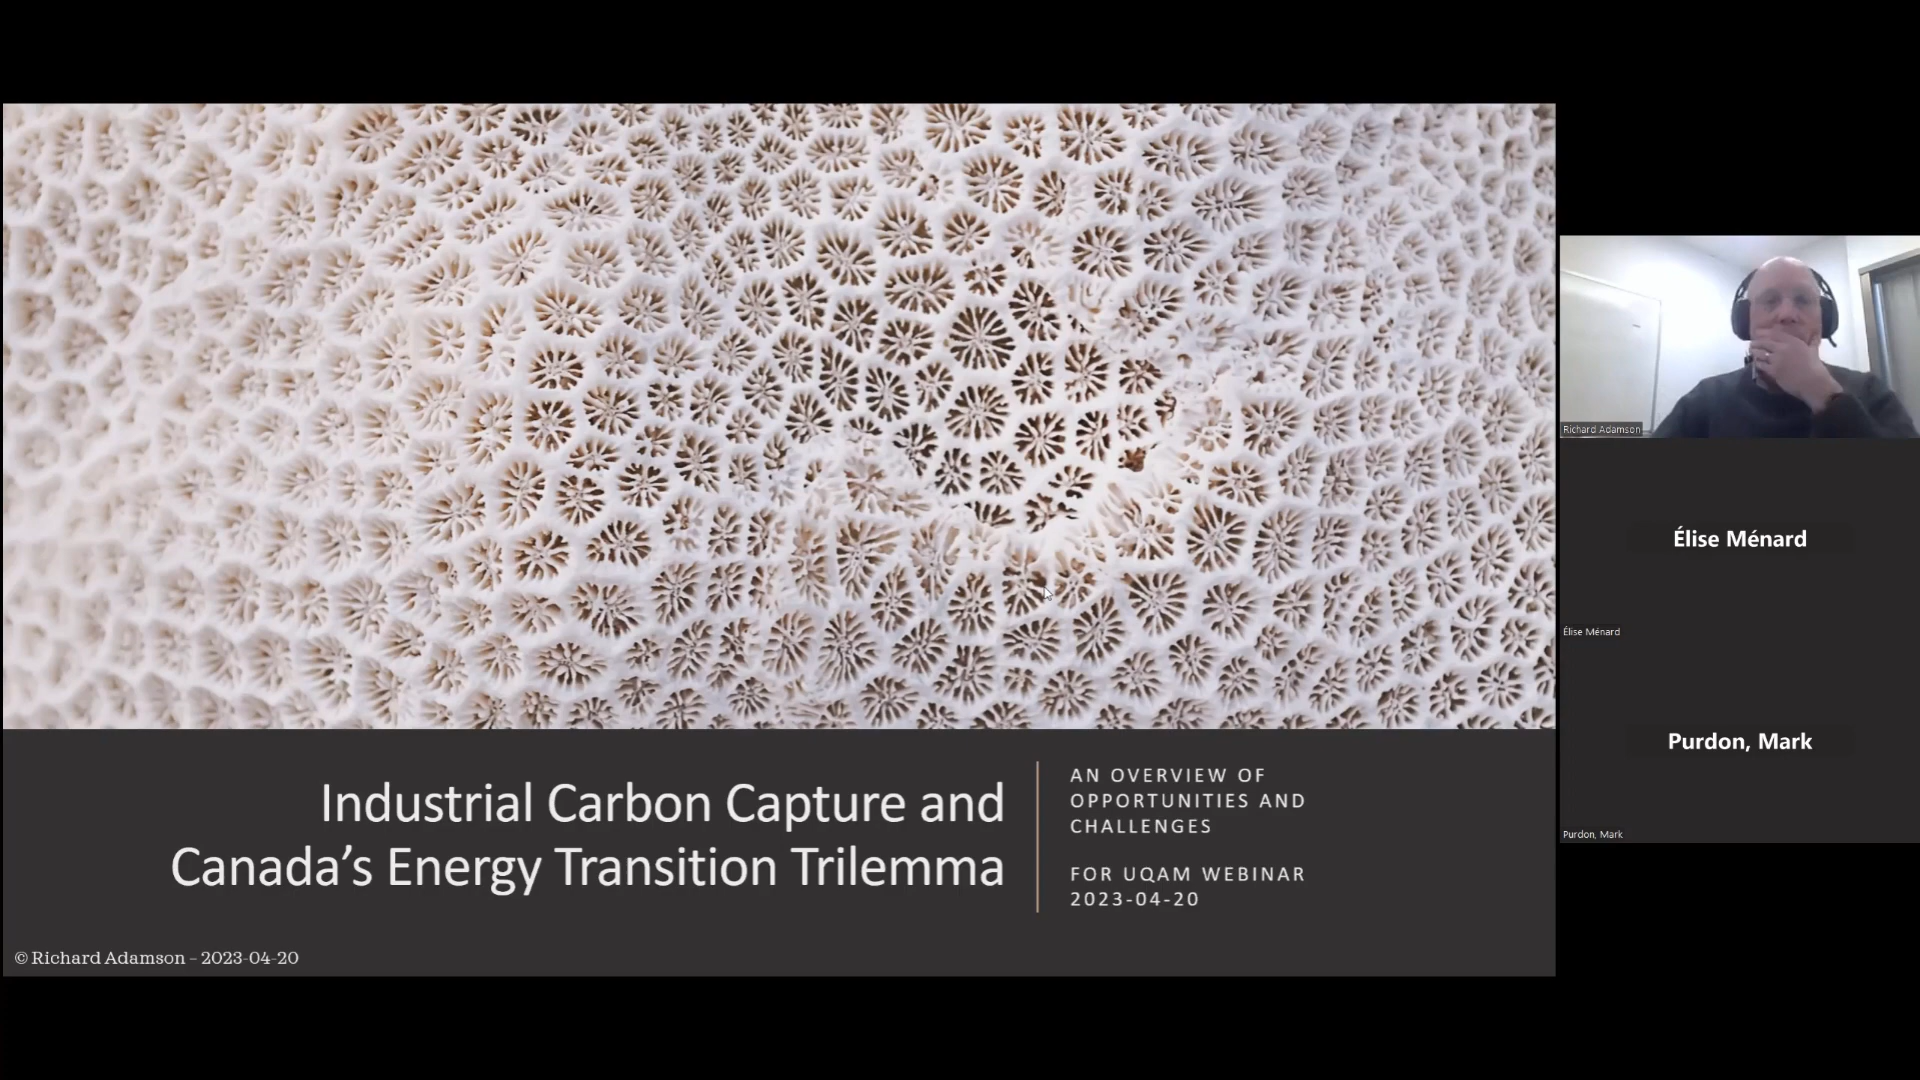 Industrial Carbon Capture and
Canada’s Energy Transition Trilemma
AN OVERVIEW OF
OPPORTUNITIES AND
CHALLENGES
FOR UQAM WEBINAR
2023-04-20
© Richard Adamson – 2023-04-20
Richard Adamson
Élise Ménard
Élise Ménard
Purdon, Mark
Purdon, Mark